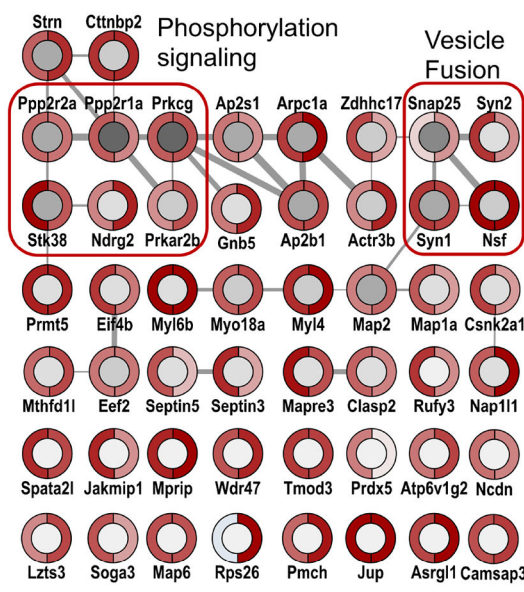 Strn Cttnbp2 Phosphorylation
signaling
Vesicle
Fusion
Ppp2r2a Ppp2r1a Prkcg Ap2s1 Arpc1a Zdhhc17 Snap25 Syn2
Stk38 Ndrg2 Prkar2b Gnb5 Ap2b1 Actr3b Syn1 Nsf
Prmt5 Eif4b Myl6b Myo18a Myl4 Map2 Map1a Csnk2a1
Mthfd1l Eef2 Septin5 Septin3 Mapre3 Clasp2 Rufy3 Nap1l1
Spata2l Jakmip1 Mprip Wdr47 Tmod3 Prdx5 Atp6v1g2 Ncdn
Lzts3 Soga3 Map6 Rps26 Pmch Jup Asrgl1 Camsap3